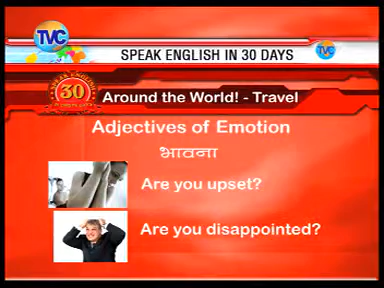 TVC
SPEAK ENGLISH IN 30 DAYS
TVC
30
Around the World! - Travel
Adjectives of Emotion
भावना
Are you upset?
Are you disappointed?